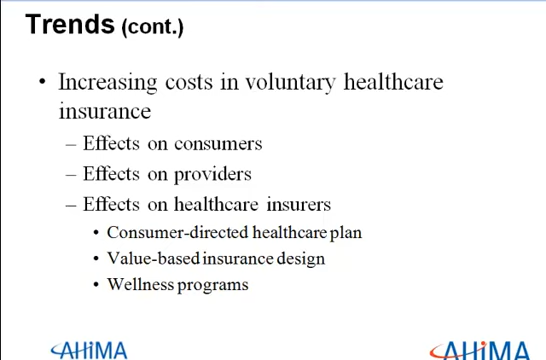 Trends (cont.)
• Increasing costs in voluntary healthcare
insurance
– Effects on consumers
– Effects on providers
– Effects on healthcare insurers
• Consumer-directed healthcare plan
• Value-based insurance design
• Wellness programs
AHiMA
AHiMA